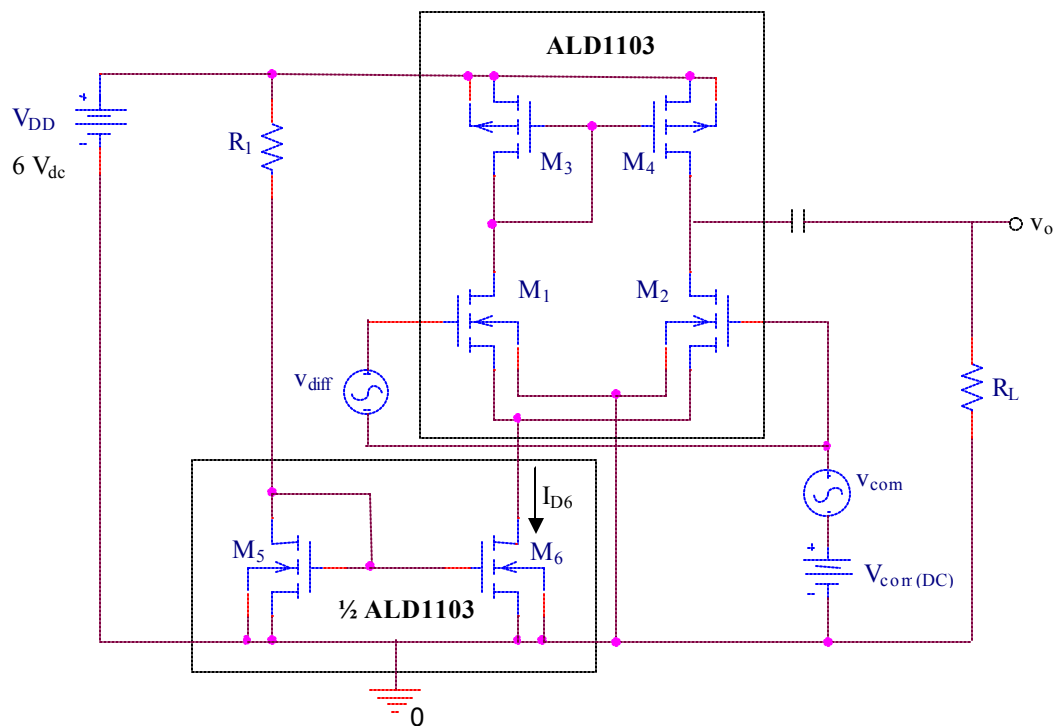 ALD1103
+
VDD
-
6 Vdc
R1
M3
M4
vo
M1
M2
vdiff
RL
+
vcom
ID6
M5
M6
+
-
Vcom(DC)
½ ALD1103
0